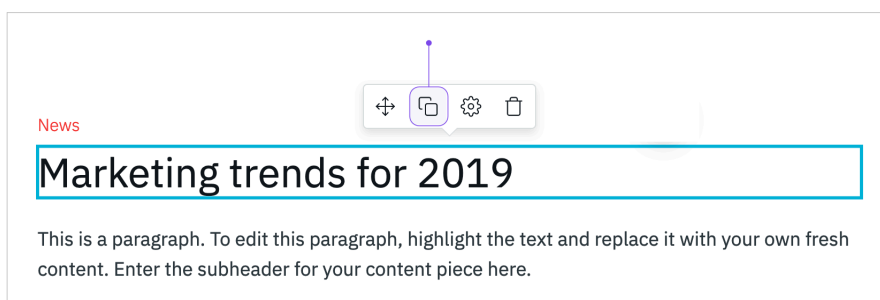 News
Marketing trends for 2019
This is a paragraph. To edit this paragraph, highlight the text and replace it with your own fresh
content. Enter the subheader for your content piece here.